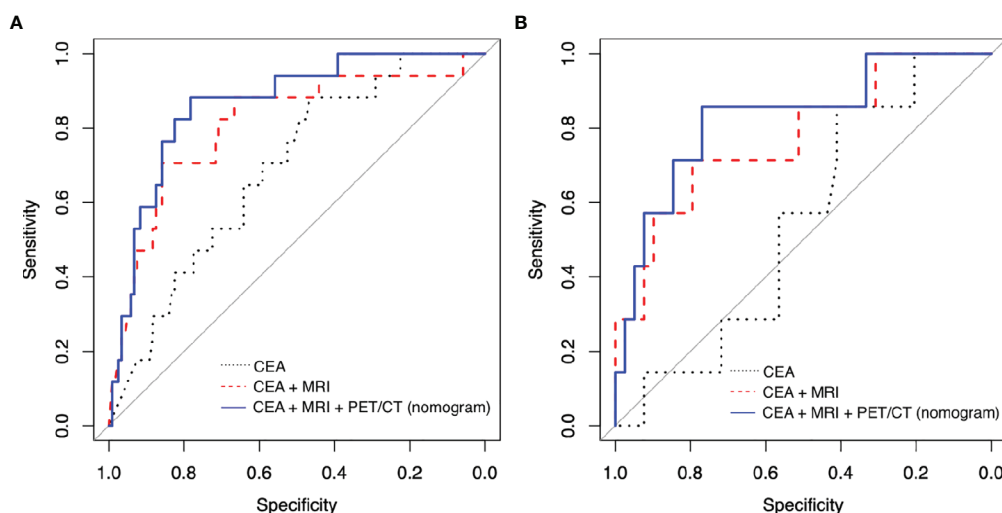 A
Sensitivity
1.0
0.8
0.6
0.4
0.2
0.0
CEA
CEA + MRI
CEA + MRI + PET/CT (nomogram)
1.0 0.8 0.6 0.4 0.2 0.0
Specificity
B
Sensitivity
1.0
0.8
0.6
0.4
0.2
0.0
CEA
CEA + MRI
CEA + MRI + PET/CT (nomogram)
1.0 0.8 0.6 0.4 0.2 0.0
Specificity